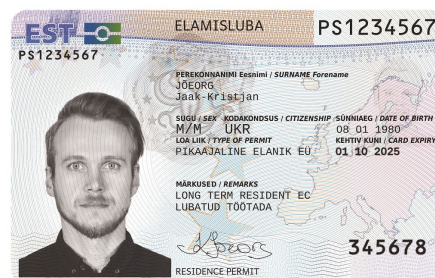 EST
ELAMISLUBA
PS1234567
PS1234567
PEREKONNANIMI Eesnimi / SURNAME Forename
JÕEORG
Jaak-Kristjan
SUGU / SEX KODAKONDSUS / CITIZENSHIP SÜNNIAEG / DATE OF BIRTH
M/M UKR 08 01 1980
LOA LIIK / TYPE OF PERMIT KEHTIV KUNI / CARD EXPIRY
PIKAAJALINE ELANIK EÜ 01 10 2025
MÄRKUSED / REMARKS
LONG TERM RESIDENT EC
LUBATUD TÖÖTADA
345678
RESIDENCE PERMIT